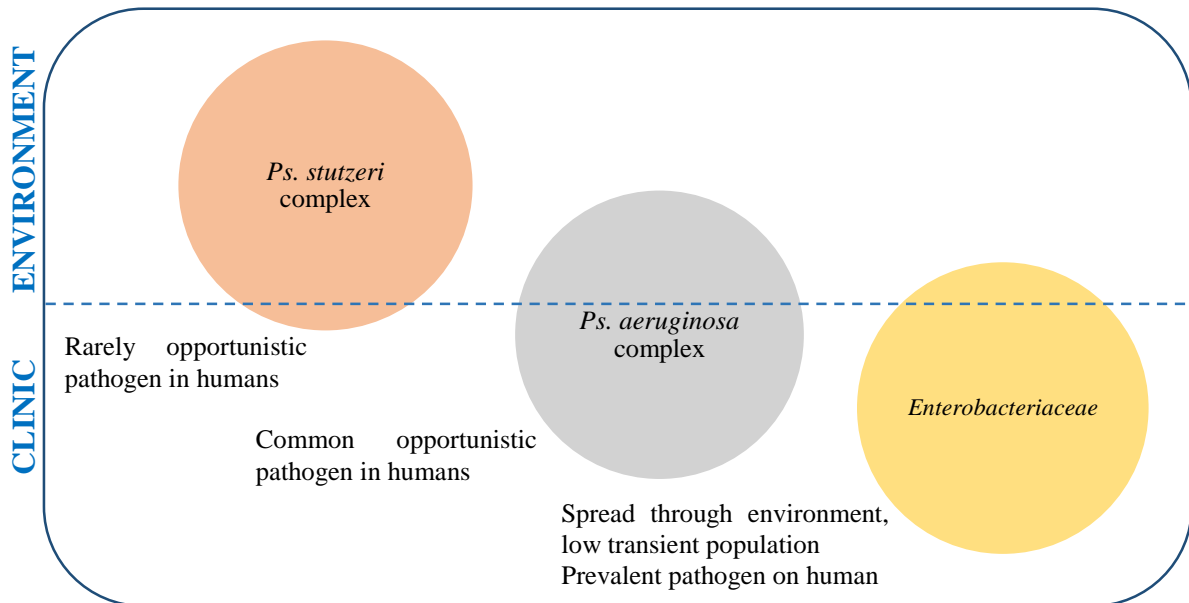 ENVIRONMENT
Ps. stutzeri
complex
Ps. aeruginosa
complex
Enterobacteriaceae
CLINIC
Rarely opportunistic
pathogen in humans
Common opportunistic
pathogen in humans
Spread through environment,
low transient population
Prevalent pathogen on human